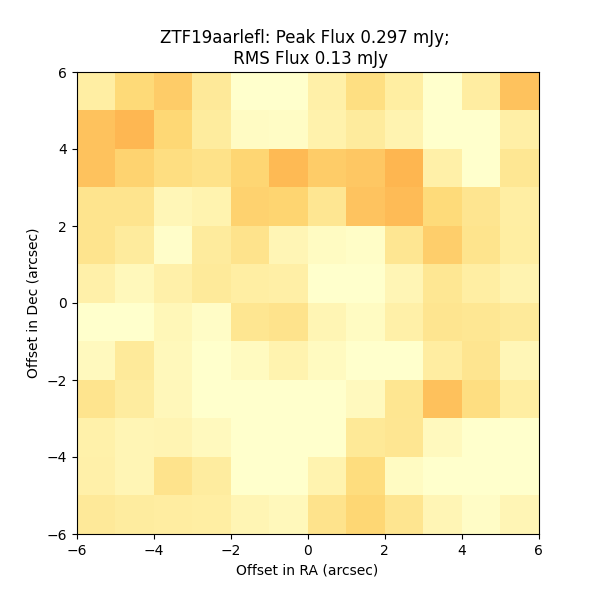 ZTF19aarlefl: Peak Flux 0.297 mJy;
RMS Flux 0.13 mJy
6
4
2
0
−2
−4
−6
Offset in Dec (arcsec)
−6 −4 −2 0 2 4 6
Offset in RA (arcsec)